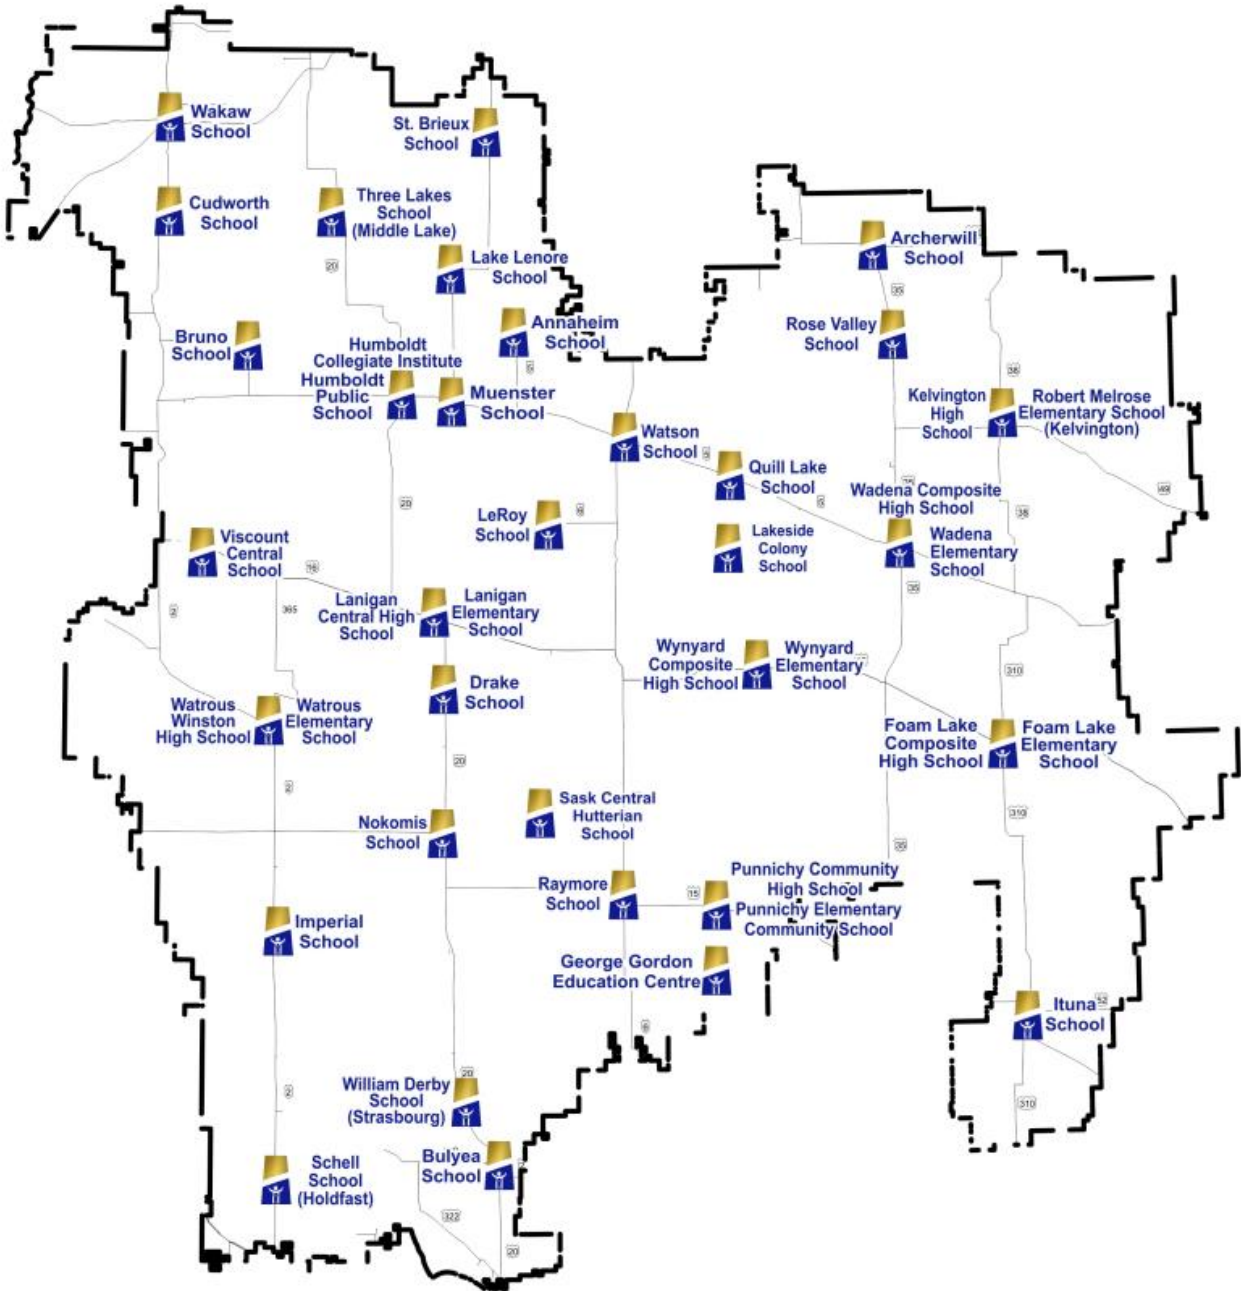 Wakaw
School
St. Brieux
School
Cudworth
School
Three Lakes
School
(Middle Lake)
20
Lake Lenore
School
Archerwill
School
35
Bruno
School
Annaheim
School
5
Rose Valley
School
Humboldt
Collegiate Institute
Humboldt
Public
School
Muenster
School
38
Kelvington
High
School
Robert Melrose
Elementary School
(Kelvington)
Watson
School
5
Quill Lake
School
5
49
20
Wadena Composite
High School
Wadena
Elementary
School
38
LeRoy
School
6
Lakeside
Colony
School
Viscount
Central
School
16
2
365
35
Lanigan
Central High
School
Lanigan
Elementary
School
Wynyard
Composite
High School
Wynyard
Elementary
School
310
Drake
School
Watrous
Winston
High School
Watrous
Elementary
School
20
2
Foam Lake
Composite
High School
Foam Lake
Elementary
School
310
Sask Central
Hutterian
School
Nokomis
School
35
Raymore
School
15
Punnichy Community
High School
Punnichy Elementary
Community School
Imperial
School
George Gordon
Education Centre
Ituna
School
52
6
2
20
William Derby
School
(Strasbourg)
310
Bulyea
School
Schell
School
(Holdfast)
322
20